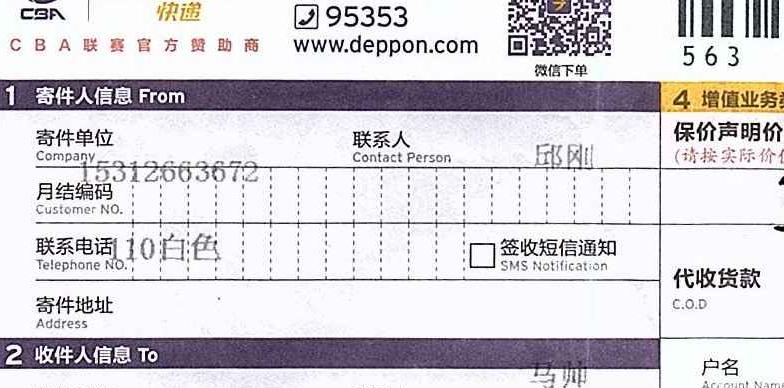 CBA 快递 95353
CBA联赛官方赞助商 www.deppon.com
微信下单
563
1 寄件人信息 From
4 增值业务
寄件单位
Company
联系人
Contact Person
邱刚
保价声明价
(请按实际价
15312663672
月结编码
Customer NO.
联系电话
Telephone NO.
110白色
签收短信通知
SMS Notification
代收货款
C.O.D
寄件地址
Address
2 收件人信息 To
马帅
户名
Account Name